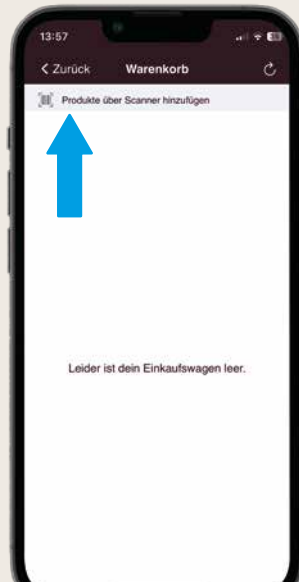 13:57
Zurück Warenkorb
Produkte über Scanner hinzufügen
Leider ist dein Einkaufswagen leer.